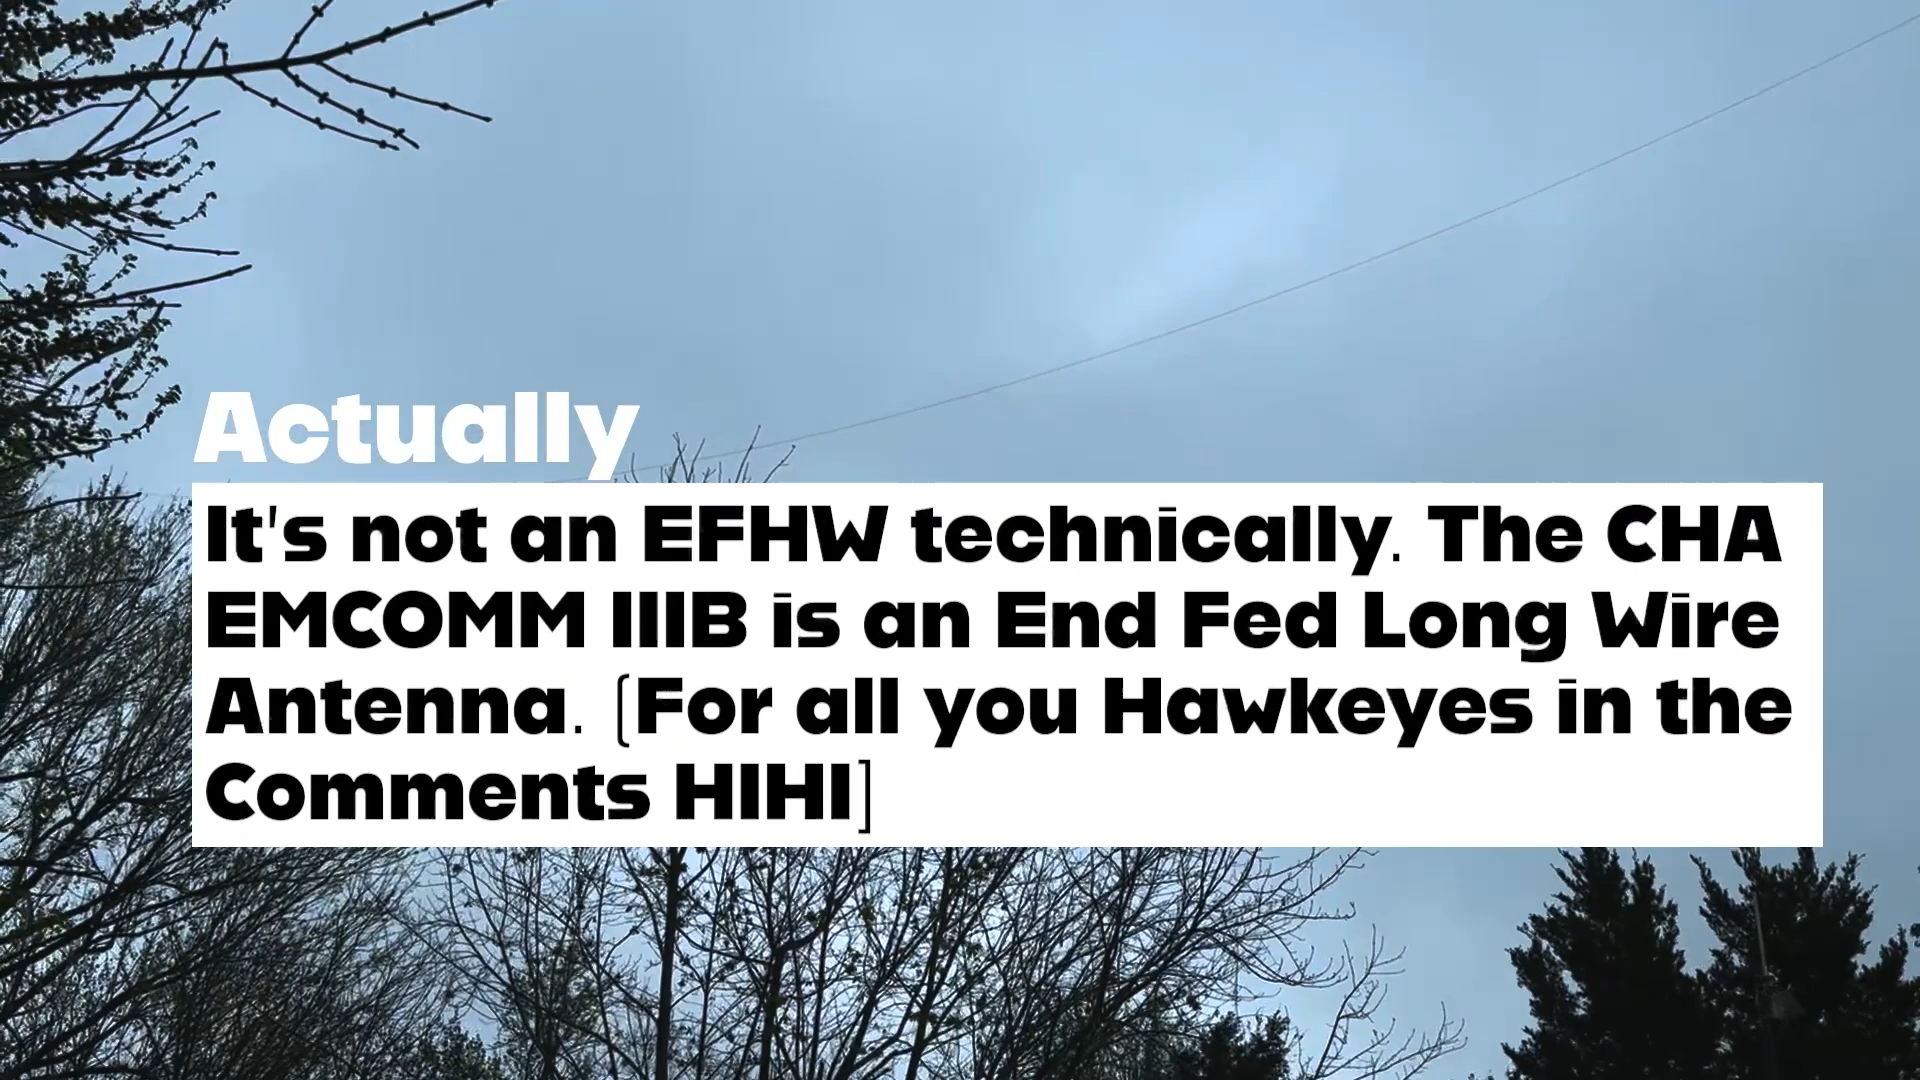 Actually
It's not an EFHW technically. The CHA
EMCOMM IIIB is an End Fed Long Wire
Antenna. (For all you Hawkeyes in the
Comments HIHI]